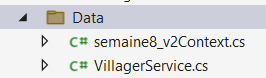 Data
C# semaine8_v2Context.cs
C# VillagerService.cs